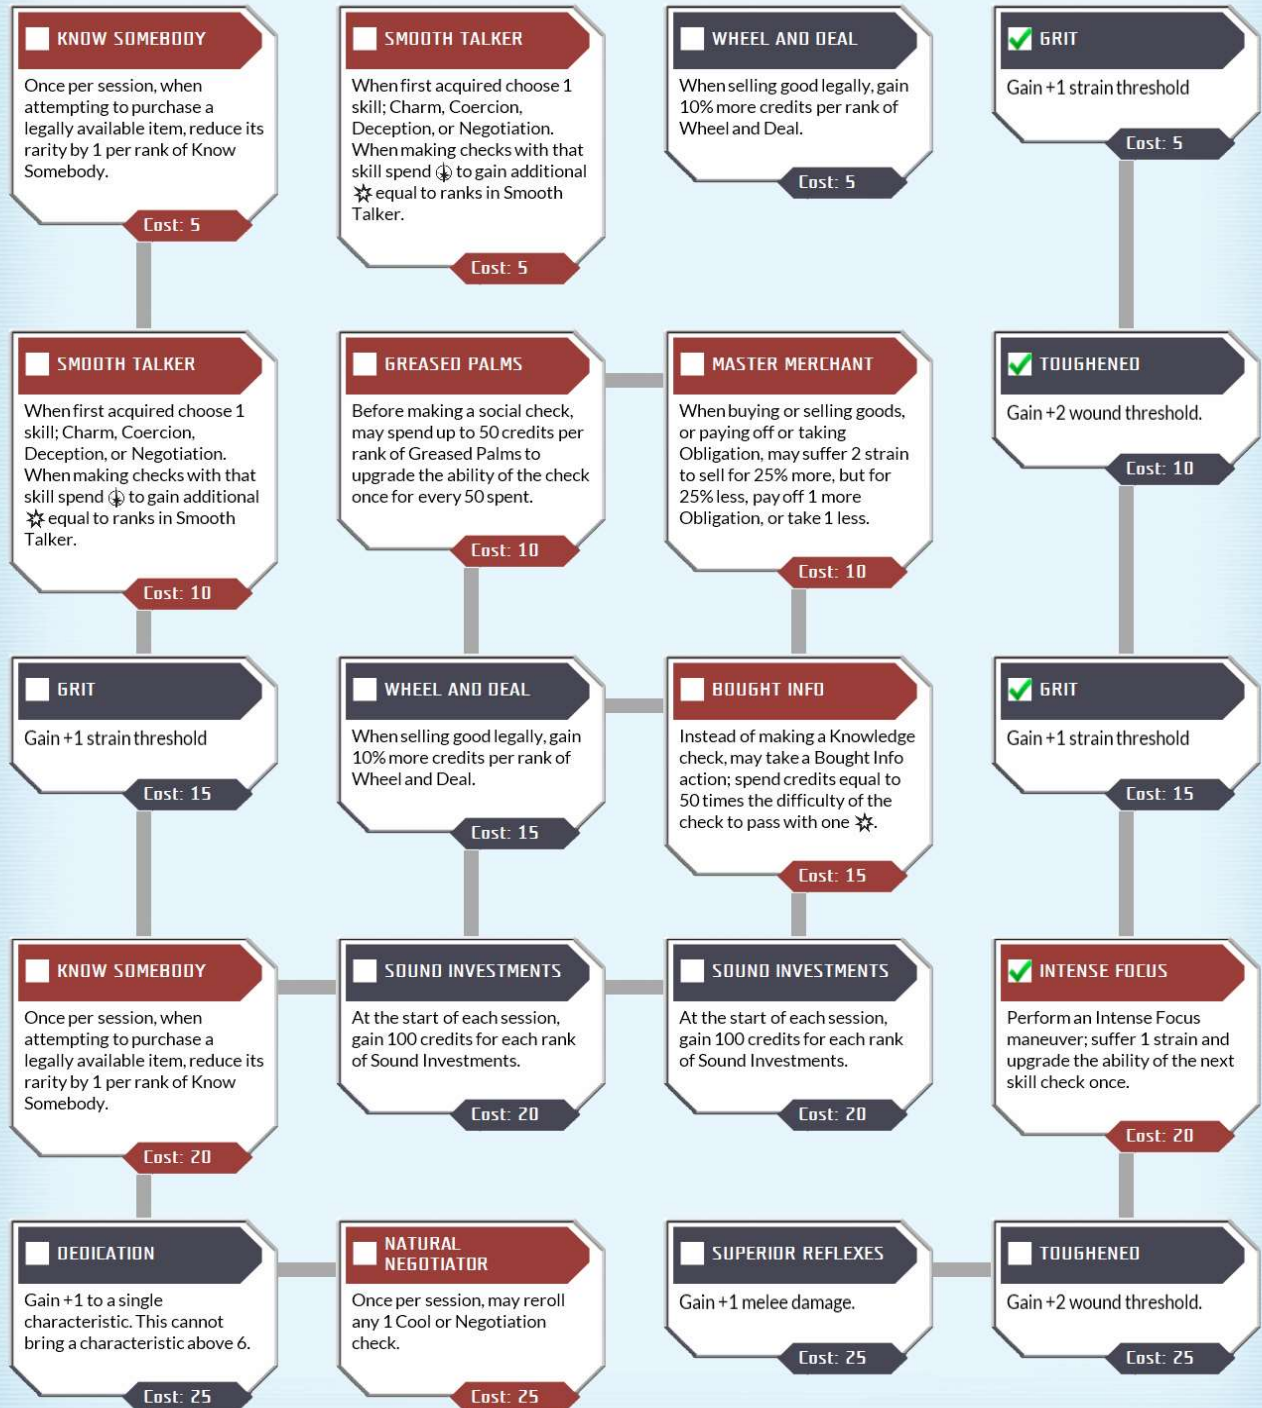 KNOW SOMEBODY
Once per session, when
attempting to purchase a
legally available item, reduce its
rarity by 1 per rank of Know
Somebody.
Cost: 5
SMOOTH TALKER
When first acquired choose 1
skill; Charm, Coercion,
Deception, or Negotiation.
When making checks with that
skill spend to gain additional
equal to ranks in Smooth
Talker.
Cost: 5
WHEEL AND DEAL
When selling good legally, gain
10% more credits per rank of
Wheel and Deal.
Cost: 5
GRIT
Gain +1 strain threshold
Cost: 5
SMOOTH TALKER
When first acquired choose 1
skill; Charm, Coercion,
Deception, or Negotiation.
When making checks with that
skill spend to gain additional
equal to ranks in Smooth
Talker.
Cost: 10
GREASED PALMS
Before making a social check,
may spend up to 50 credits per
rank of Greased Palms to
upgrade the ability of the check
once for every 50 spent.
Cost: 10
MASTER MERCHANT
When buying or selling goods,
or paying off or taking
Obligation, may suffer 2 strain
to sell for 25% more, but for
25% less, pay off 1 more
Obligation, or take 1 less.
Cost: 10
TOUGHENED
Gain +2 wound threshold.
Cost: 10
GRIT
Gain +1 strain threshold
Cost: 15
WHEEL AND DEAL
When selling good legally, gain
10% more credits per rank of
Wheel and Deal.
Cost: 15
BOUGHT INFO
Instead of making a Knowledge
check, may take a Bought Info
action; spend credits equal to
50 times the difficulty of the
check to pass with one .
Cost: 15
GRIT
Gain +1 strain threshold
Cost: 15
KNOW SOMEBODY
Once per session, when
attempting to purchase a
legally available item, reduce its
rarity by 1 per rank of Know
Somebody.
Cost: 20
SOUND INVESTMENTS
At the start of each session,
gain 100 credits for each rank
of Sound Investments.
Cost: 20
SOUND INVESTMENTS
At the start of each session,
gain 100 credits for each rank
of Sound Investments.
Cost: 20
INTENSE FOCUS
Perform an Intense Focus
maneuver; suffer 1 strain and
upgrade the ability of the next
skill check once.
Cost: 20
DEDICATION
Gain +1 to a single
characteristic. This cannot
bring a characteristic above 6.
Cost: 25
NATURAL
NEGOTIATOR
Once per session, may reroll
any 1 Cool or Negotiation
check.
Cost: 25
SUPERIOR REFLEXES
Gain +1 melee damage.
Cost: 25
TOUGHENED
Gain +2 wound threshold.
Cost: 25